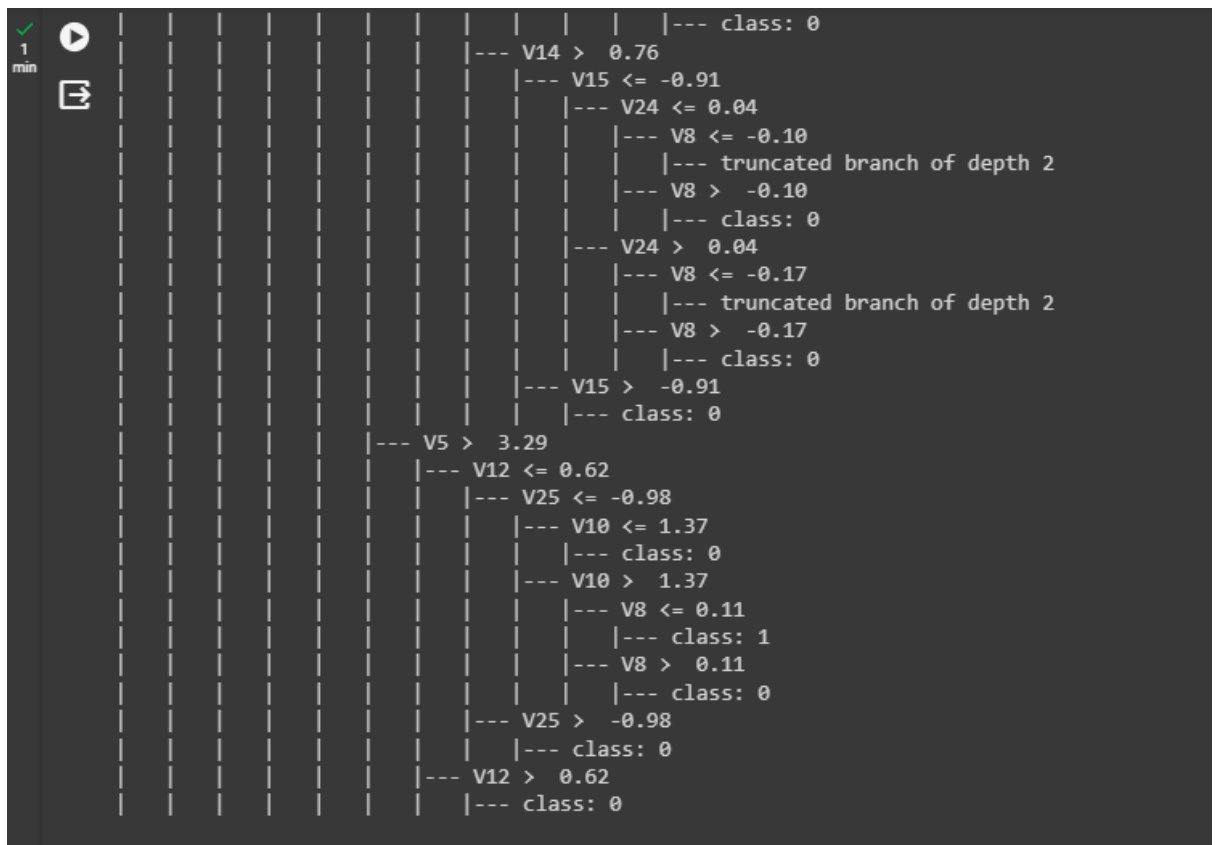 |   |   |   |   |   |   |   |   |   |   |   |--- class: 0
|   |   |   |   |   |   |   |--- V14 >  0.76
|   |   |   |   |   |   |   |   |--- V15 <= -0.91
|   |   |   |   |   |   |   |   |   |--- V24 <= 0.04
|   |   |   |   |   |   |   |   |   |   |--- V8 <= -0.10
|   |   |   |   |   |   |   |   |   |   |   |--- truncated branch of depth 2
|   |   |   |   |   |   |   |   |   |   |--- V8 >  -0.10
|   |   |   |   |   |   |   |   |   |   |   |--- class: 0
|   |   |   |   |   |   |   |   |   |--- V24 >  0.04
|   |   |   |   |   |   |   |   |   |   |--- V8 <= -0.17
|   |   |   |   |   |   |   |   |   |   |   |--- truncated branch of depth 2
|   |   |   |   |   |   |   |   |   |   |--- V8 >  -0.17
|   |   |   |   |   |   |   |   |   |   |   |--- class: 0
|   |   |   |   |   |   |   |   |--- V15 >  -0.91
|   |   |   |   |   |   |   |   |   |--- class: 0
|   |   |   |   |   |--- V5 >  3.29
|   |   |   |   |   |   |--- V12 <= 0.62
|   |   |   |   |   |   |   |--- V25 <= -0.98
|   |   |   |   |   |   |   |   |--- V10 <= 1.37
|   |   |   |   |   |   |   |   |   |--- class: 0
|   |   |   |   |   |   |   |   |--- V10 >  1.37
|   |   |   |   |   |   |   |   |   |--- V8 <= 0.11
|   |   |   |   |   |   |   |   |   |   |--- class: 1
|   |   |   |   |   |   |   |   |   |--- V8 >  0.11
|   |   |   |   |   |   |   |   |   |   |--- class: 0
|   |   |   |   |   |   |   |--- V25 >  -0.98
|   |   |   |   |   |   |   |   |--- class: 0
|   |   |   |   |   |   |--- V12 >  0.62
|   |   |   |   |   |   |   |--- class: 0
1
min